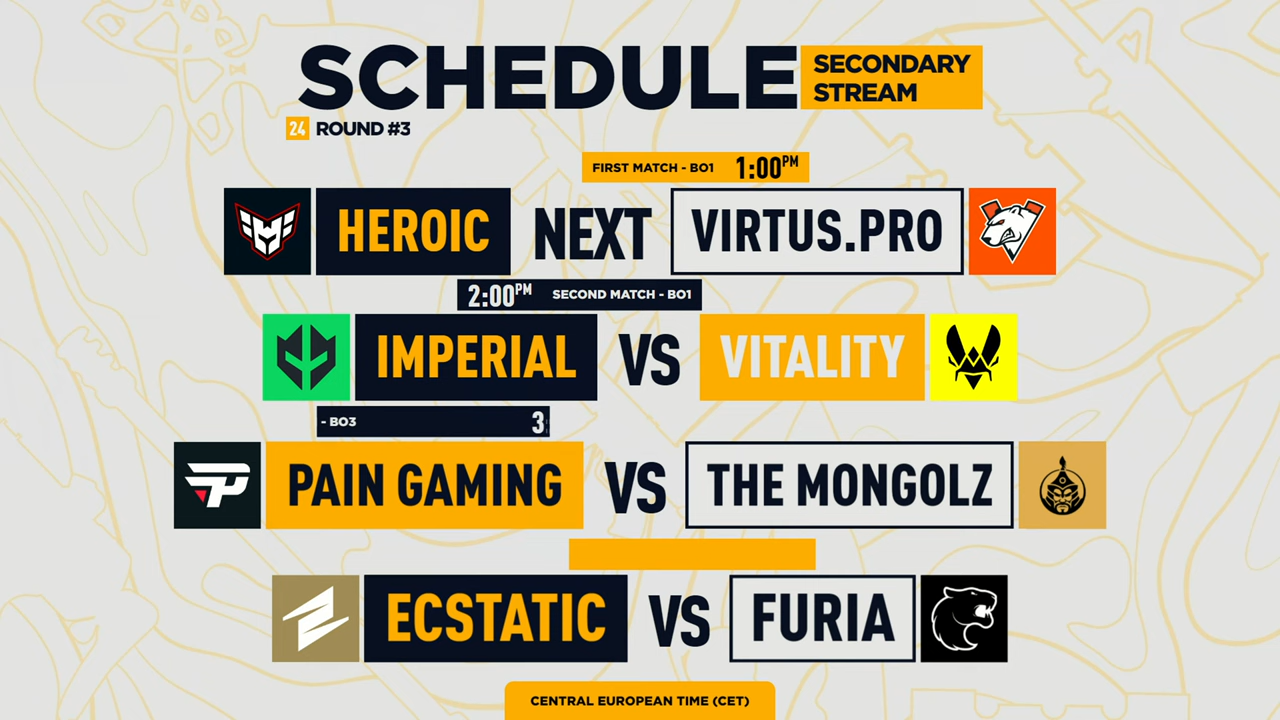 SCHEDULE
SECONDARY
STREAM
24 ROUND #3
FIRST MATCH - BO1 1:00PM
HEROIC NEXT VIRTUS.PRO
2:00PM SECOND MATCH - BO1
IMPERIAL VS VITALITY
- BO3 3
PAIN GAMING VS THE MONGOLZ
ECSTATIC VS FURIA
CENTRAL EUROPEAN TIME (CET)